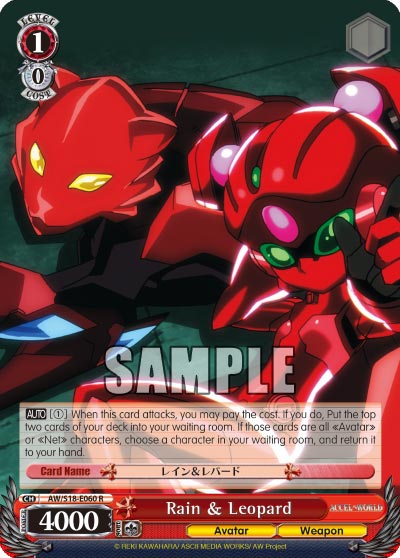 LEVEL
1
0
COST
SAMPLE
AUTO [①] When this card attacks, you may pay the cost. If you do, Put the top
two cards of your deck into your waiting room. If those cards are all «Avatar»
or «Net» characters, choose a character in your waiting room, and return it
to your hand.
Card Name レイン&レパード
CH AW/S18-E060 R
Rain & Leopard
ACCEL WORLD
POWER 4000 SOUL
Avatar Weapon
© REKI KAWAHARA/ ASCII MEDIA WORKS/ AW Project